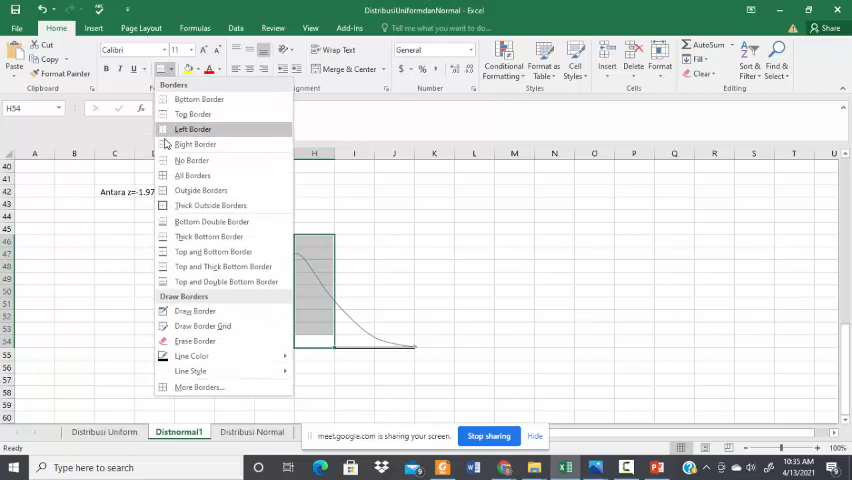 DistribusiUniformdanNormal - Excel
File Home Insert Page Layout Formulas Data Review View Add-Ins Tell me what you want to do... Share
Cut Calibri 11 Wrap Text General AutoSum
Copy Fill
Paste Format Painter B I U Merge & Center $ % Conditional Formatting Format as Table Cell Styles Insert Delete Format Clear Sort & Filter Find & Select
Clipboard Number Styles Cells Editing
H54 fx
Borders
Bottom Border
Top Border
Left Border
Right Border
No Border
All Borders
Outside Borders
Thick Outside Borders
Bottom Double Border
Thick Bottom Border
Top and Bottom Border
Top and Thick Bottom Border
Top and Double Bottom Border
Draw Borders
Draw Border
Draw Border Grid
Erase Border
Line Color
Line Style
More Borders...
A B C D H I J K L M N O P Q R S T U
40
41
42 Antara z=-1.97
43
44
45
46
47
48
49
50
51
52
53
54
55
56
57
58
59
60
Distribusi Uniform Distnormal1 Distribusi Normal
meet.google.com is sharing your screen. Stop sharing Hide
Ready 100%
Type here to search 10:35 AM
4/13/2021